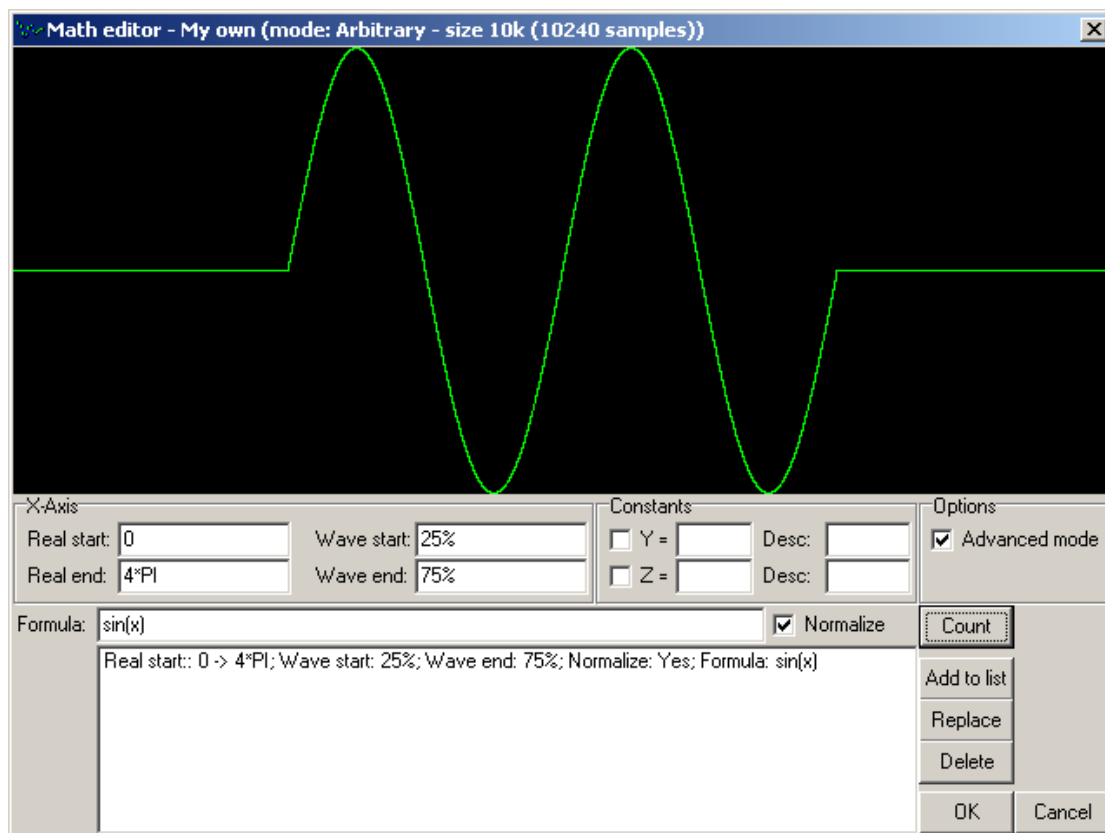 Math editor - My own (mode: Arbitrary - size 10k (10240 samples))
X-Axis
Real start: 0 Wave start: 25%
Real end: 4*PI Wave end: 75%
Constants
Y = Desc:
Z = Desc:
Options
Advanced mode
Formula: sin(x) Normalize Count
Real start:: 0 -> 4*PI; Wave start: 25%; Wave end: 75%; Normalize: Yes; Formula: sin(x)
Add to list
Replace
Delete
OK Cancel